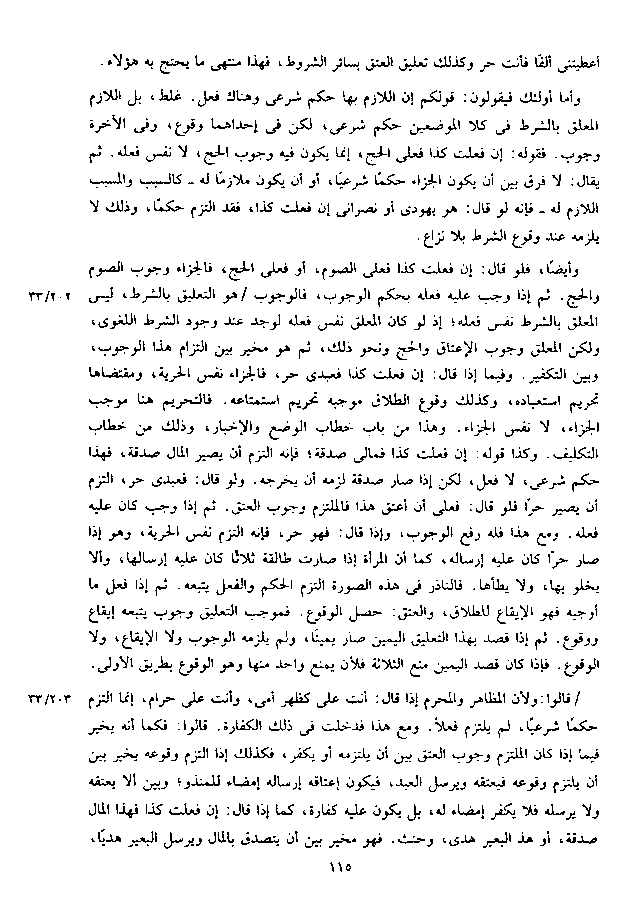 أعطيتنى ألفًا فأنت حر وكذلك تعليق العتق بسائر الشروط، فهذا منتهى ما يحتج به هؤلاء.
وأما أولئك فيقولون: قولكم إن اللازم بها حكم شرعى وهناك فعل. غلط، بل اللازم
المعلق بالشرط فى كلا الموضعين حكم شرعى، لكن فى إحداهما وقوع، وفى الآخرة
وجوب. فقوله: إن فعلت كذا فعلى الحج، إنما يكون فيه وجوب الحج، لا نفس فعله. ثم
يقال: لا فرق بين أن يكون الجزاء حكمًا شرعيًا، أو أن يكون ملازمًا له ـ كالسبب والمسبب
اللازم له ـ فإنه لو قال: هو يهودى أو نصرانى إن فعلت كذا، فقد التزم حكمًا، وذلك لا
يلزمه عند وقوع الشرط بلا نزاع.
وأيضًا، فلو قال: إن فعلت كذا فعلى الصوم، أو فعلى الحج، فالجزاء وجوب الصوم
والحج. ثم إذا وجب عليه فعله بحكم الوجوب، فالوجوب / هو التعليق بالشرط، ليس ٣٣/٢٠٢
المعلق بالشرط نفس فعله؛ إذ لو كان المعلق نفس فعله لوجد عند وجود الشرط اللغوى،
ولكن المعلق وجوب الإعتاق والحج ونحو ذلك، ثم هو مخير بين التزام هذا الوجوب،
وبين التكفير. وفيما إذا قال: إن فعلت كذا فعبدى حر، فالجزاء نفس الحرية، ومقتضاها
تحريم استعباده، وكذلك وقوع الطلاق موجبه تحريم استمتاعه. فالتحريم هنا موجب
الجزاء، لا نفس الجزاء. وهذا من باب خطاب الوضع والإخبار، وذلك من خطاب
التكليف. وكذا قوله: إن فعلت كذا فمالى صدقة؛ فإنه التزم أن يصير المال صدقة، فهذا
حكم شرعى، لا فعل، لكن إذا صار صدقة لزمه أن يخرجه. ولو قال: فعبدى حر، التزم
أن يصير حرًا فلو قال: فعلى أن أعتق هذا فالملتزم وجوب العتق. ثم إذا وجب كان عليه
فعله. ومع هذا فله رفع الوجوب، وإذا قال: فهو حر، فإنه التزم نفس الحرية، وهو إذا
صار حرًا كان عليه إرساله، كما أن المرأة إذا صارت طالقة ثلاثًا كان عليه إرسالها، وألا
يخلو بها، ولا يطأها. فالناذر فى هذه الصورة التزم الحكم والفعل يتبعه. ثم إذا فعل ما
أوجبه فهو الإيقاع للطلاق، والعتق: حصل الوقوع. فموجب التعليق وجوب يتبعه إيقاع
ووقوع. ثم إذا قصد بهذا التعليق اليمين صار يمينًا، ولم يلزمه الوجوب ولا الإيقاع، ولا
الوقوع. فإذا كان قصد اليمين منع الثلاثة فلأن يمنع واحد منها وهو الوقوع بطريق الأولى.
/ قالوا: ولأن المظاهر والمحرم إذا قال: أنت على كظهر أمى، وأنت على حرام، إنما التزم ٣٣/٢٠٣
حكمًا شرعيًا، لم يلتزم فعلاً. ومع هذا فدخلت فى ذلك الكفارة. قالوا: فكما أنه يخير
فيما إذا كان الملتزم وجوب العتق بين أن يلتزمه أو يكفر، فكذلك إذا التزم وقوعه يخير بين
أن يلتزم وقوعه فيعتقه ويرسل العبد، فيكون إعتاقه إرساله إمضاء للمنذو؛ وبين ألا يعتقه
ولا يرسله فلا يكفر إمضاء له، بل يكون عليه كفارة، كما إذا قال: إن فعلت كذا فهذا المال
صدقة، أو هذ البعير هدى، وحنث. فهو مخير بين أن يتصدق بالمال ويرسل البعير هديًا،
١١٥